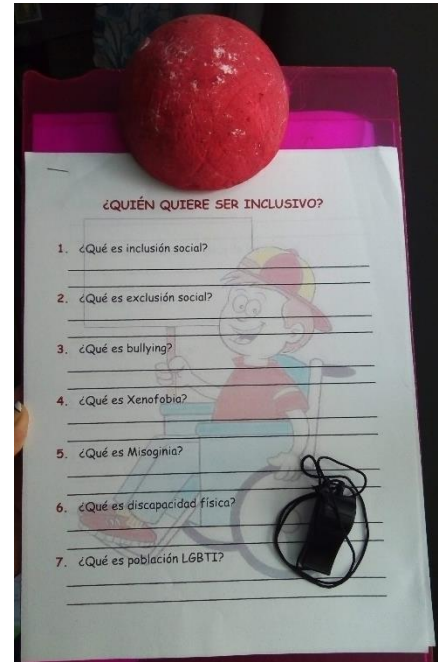 ¿QUIÉN QUIERE SER INCLUSIVO?
1. ¿Qué es inclusión social?
2. ¿Qué es exclusión social?
3. ¿Qué es bullying?
4. ¿Qué es Xenofobia?
5. ¿Qué es Misoginia?
6. ¿Qué es discapacidad física?
7. ¿Qué es población LGBTI?